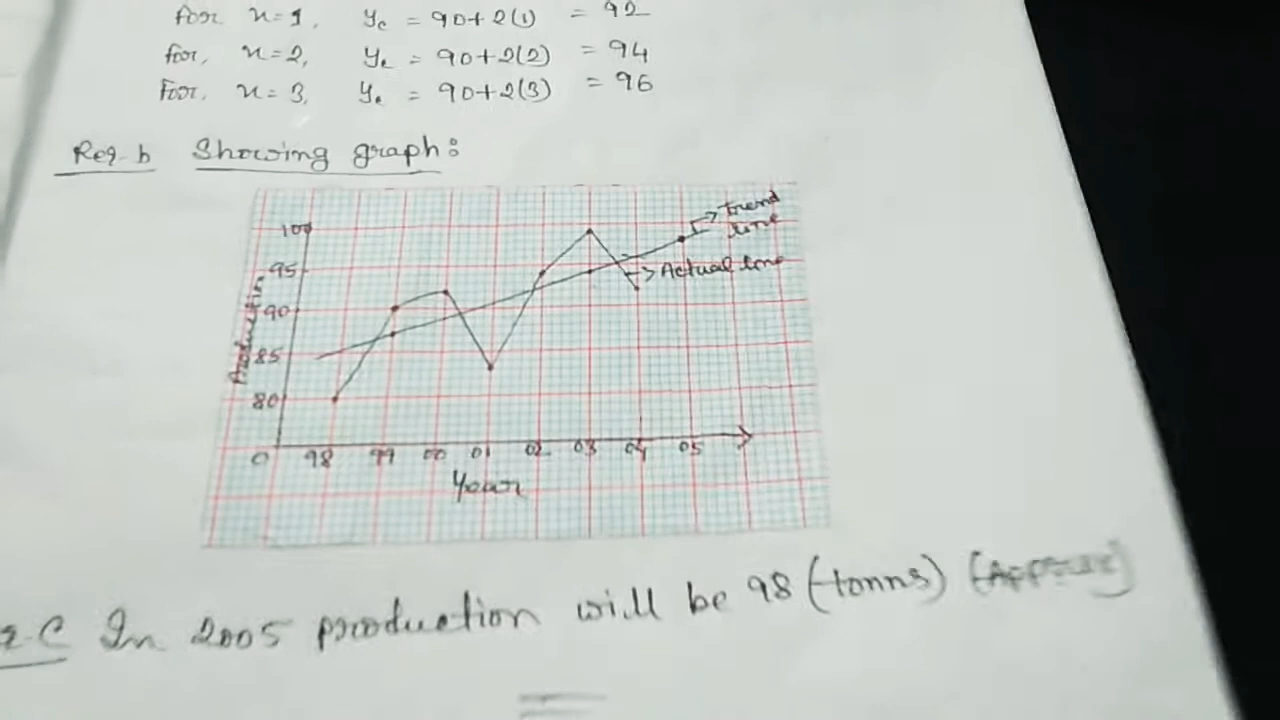 for x=1, Yc = 90+2(1) = 92
for, x=2, Yc = 90+2(2) = 94
For, x=3, Yc = 90+2(3) = 96
Req-b Showing graph:
100
95
90
85
80
0 98 99 00 01 02 03 04 05
Production
Year
Trend line
Actual line
C In 2005 production will be 98 (tonns)